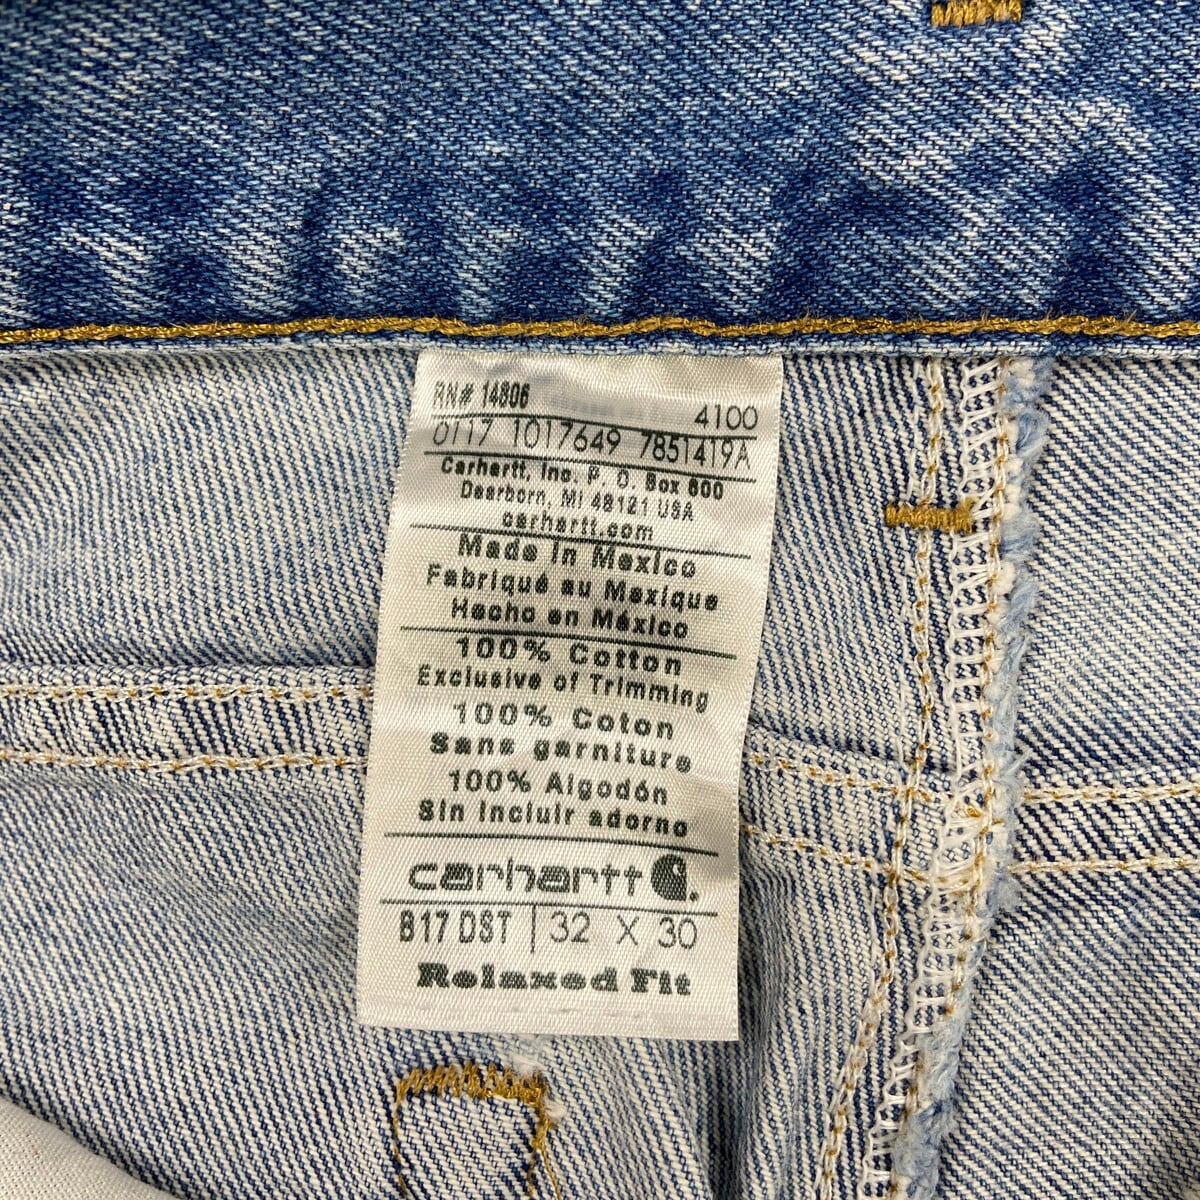 RN# 14806 4100
0117 1017649 7851419A
Carhartt, Inc. P. O. Box 600
Dearborn, MI 48121 USA
carhartt.com
Made in Mexico
Fabriqué au Mexique
Hecho en México
100% Cotton
Exclusive of Trimming
100% Coton
Sans garniture
100% Algodón
Sin incluir adorno
carhartt
B17 DST | 32 X 30
Relaxed Fit